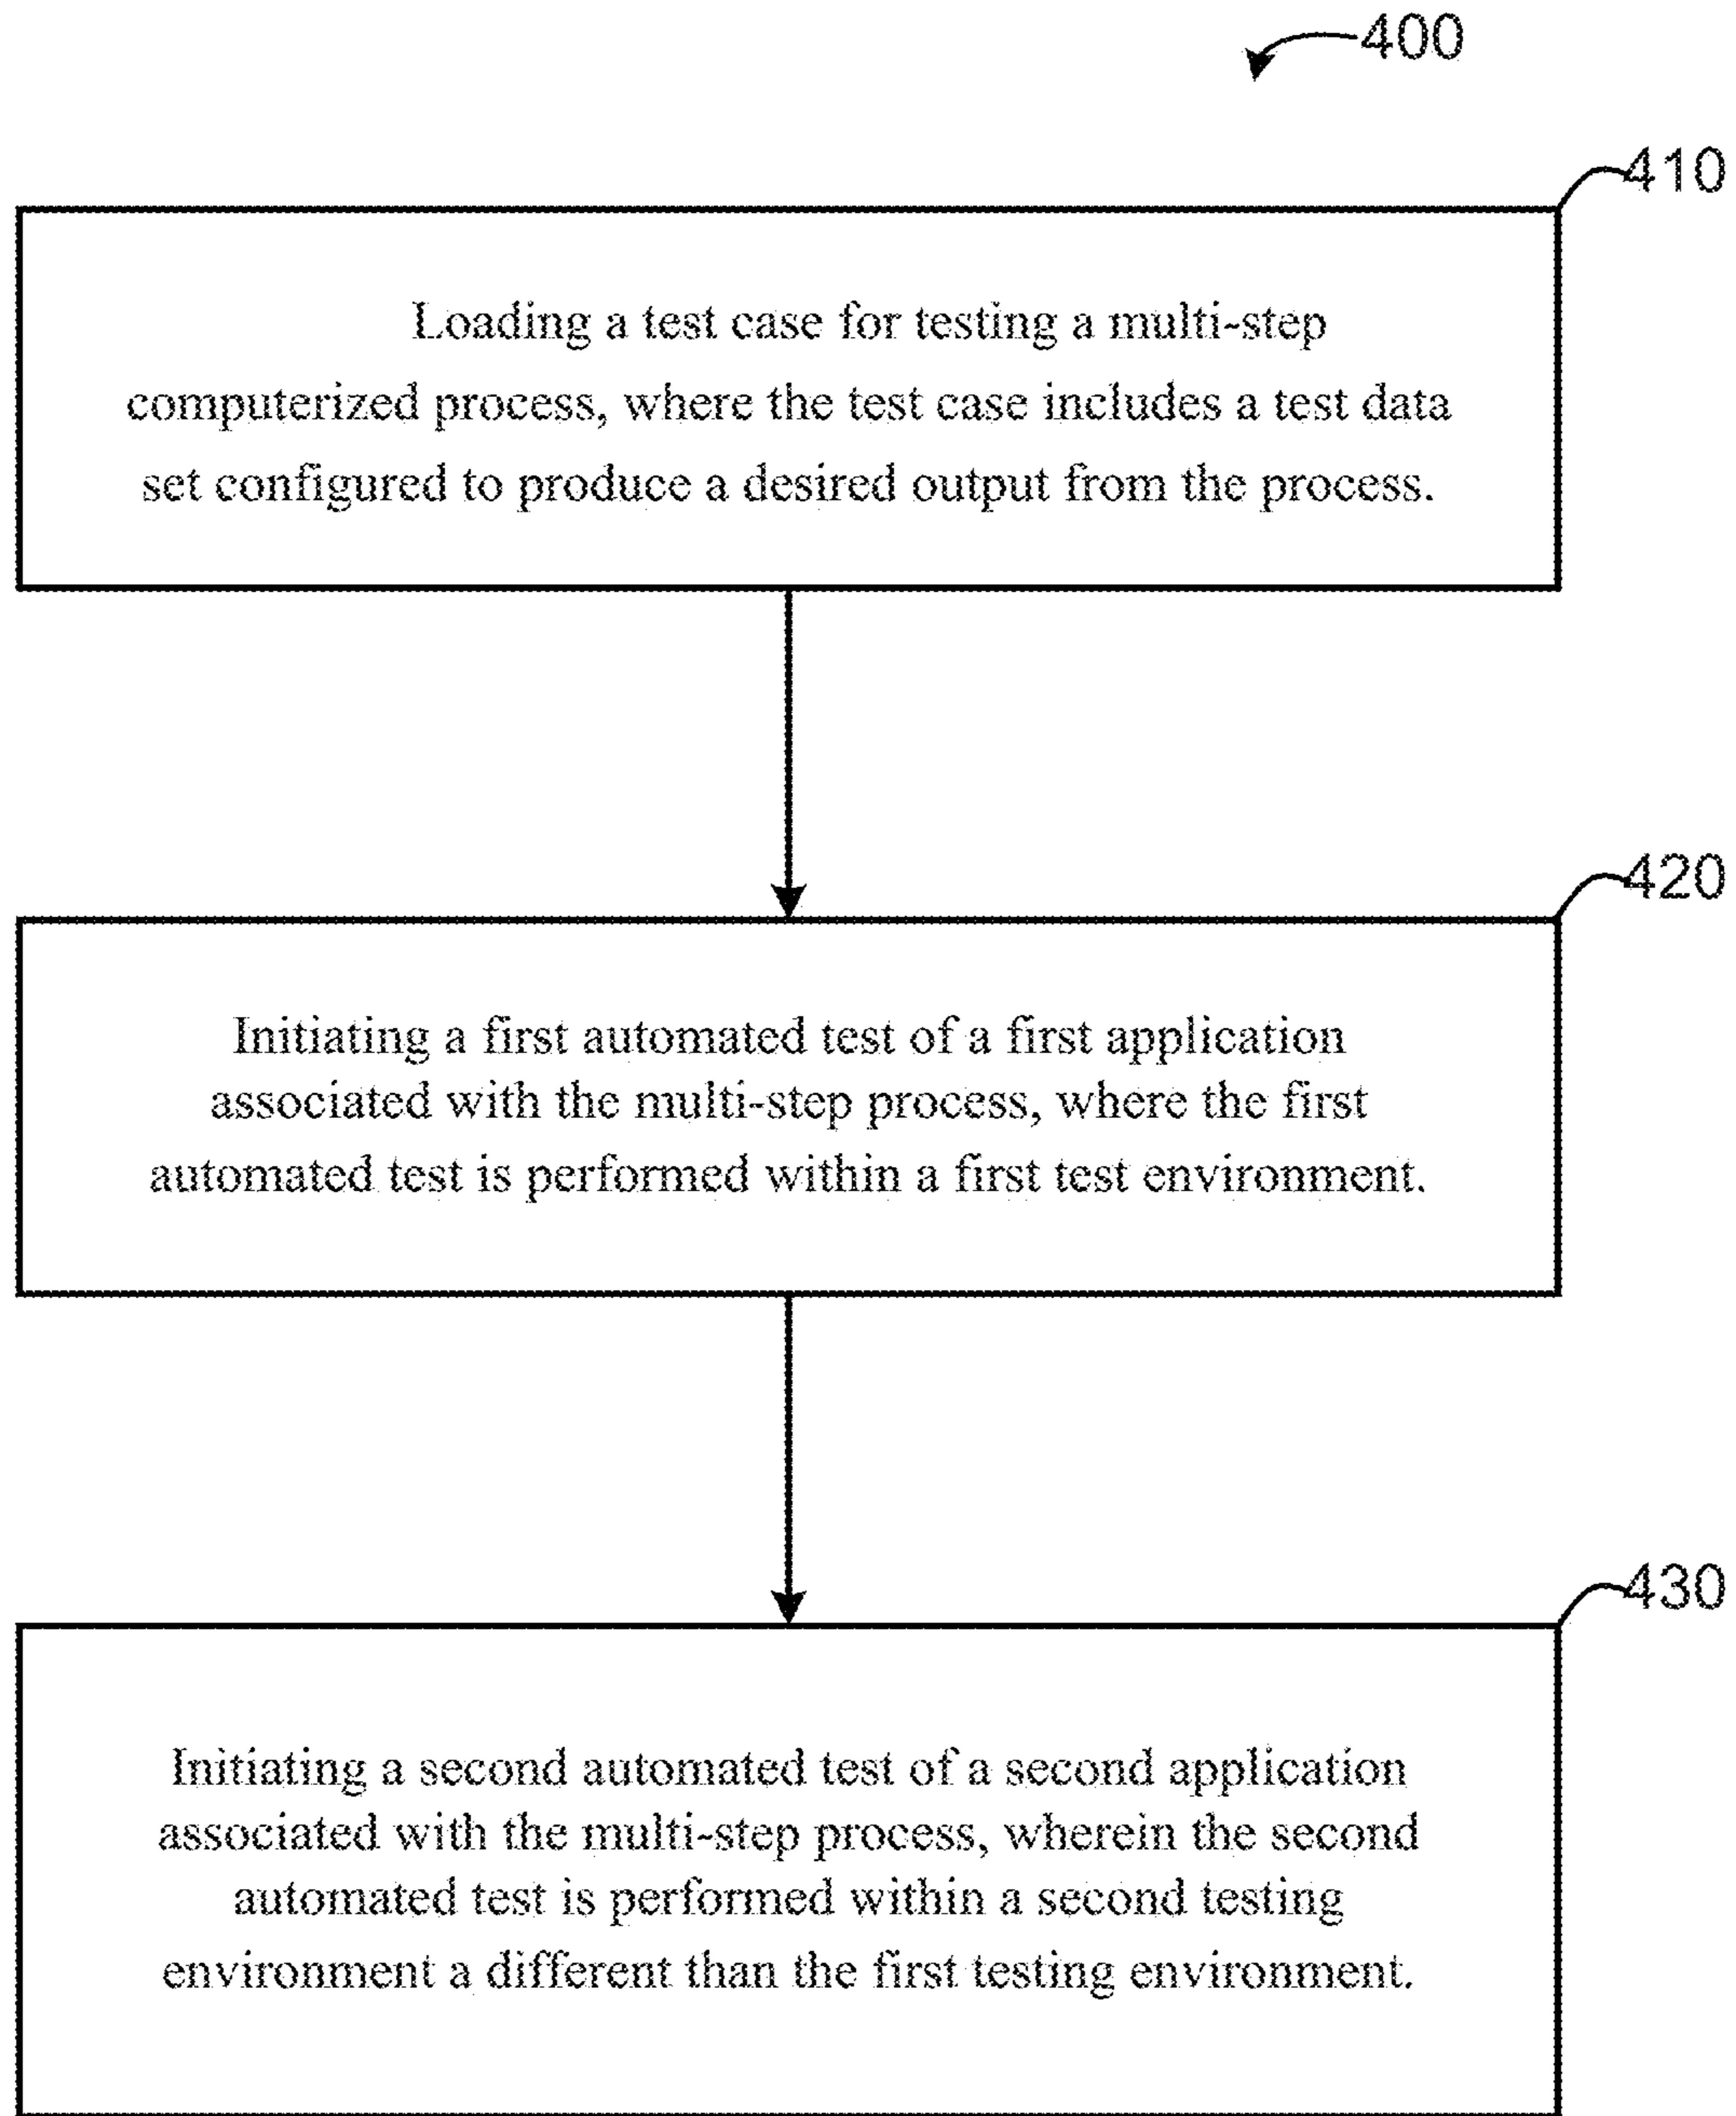 400
410
Loading a test case for testing a multi-step
computerized process, where the test case includes a test data
set configured to produce a desired output from the process.
420
Initiating a first automated test of a first application
associated with the multi-step process, where the first
automated test is performed within a first test environment.
430
Initiating a second automated test of a second application
associated with the multi-step process, wherein the second
automated test is performed within a second testing
environment a different than the first testing environment.